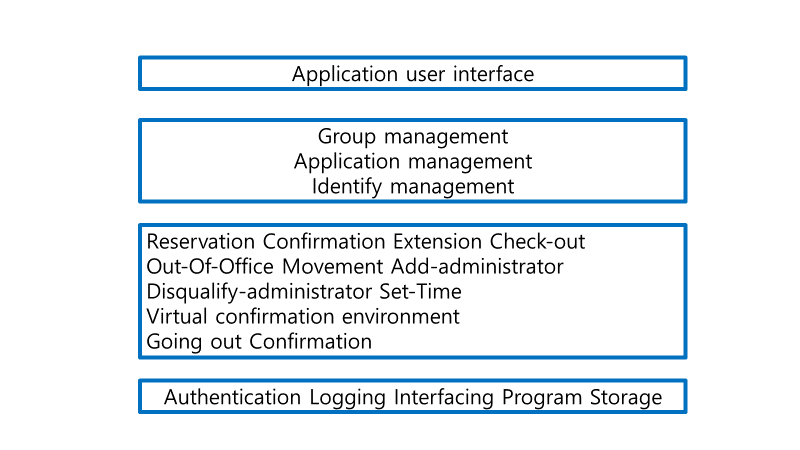 Application user interface
Group management
Application management
Identify management
Reservation Confirmation Extension Check-out
Out-Of-Office Movement Add-administrator
Disqualify-administrator Set-Time
Virtual confirmation environment
Going out Confirmation
Authentication Logging Interfacing Program Storage